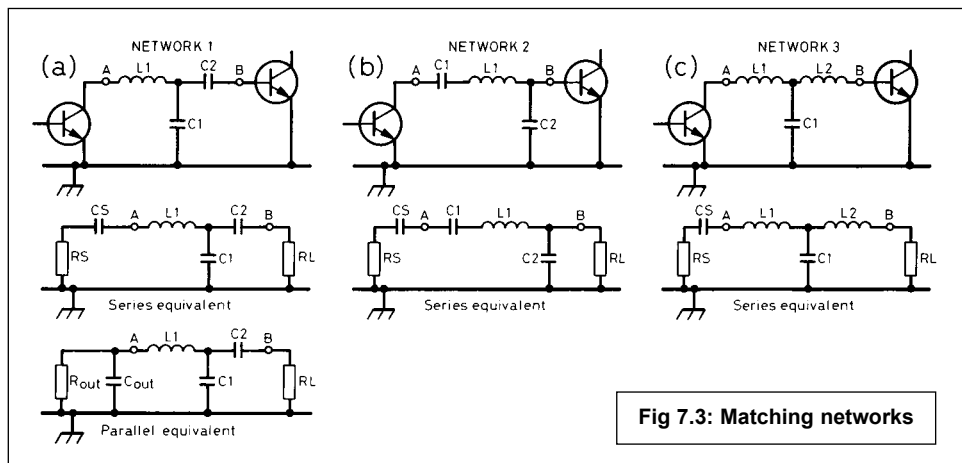 NETWORK 1
(a)
A
L1
C2
B
C1
CS
A
L1
C2
B
RS
C1
RL
Series equivalent
A
L1
C2
B
Rout
Cout
C1
RL
Parallel equivalent
NETWORK 2
(b)
A
C1
L1
B
C2
CS
A
C1
L1
B
RS
C2
RL
Series equivalent
NETWORK 3
(c)
A
L1
L2
B
C1
CS
A
L1
L2
B
RS
C1
RL
Series equivalent
Fig 7.3: Matching networks